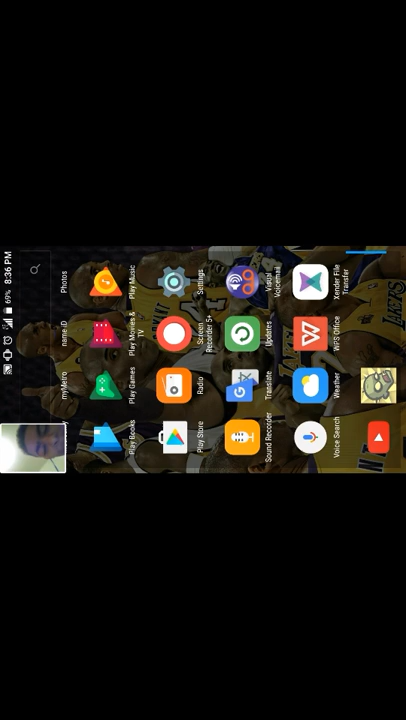 69% 8:36 PM
myMetro name iD Photos
Play Books Play Games Play Movies & Play Music
TV
Play Store Radio Screen Settings
Recorder 5+
Sound Recorder Translate Updates Visual
Voicemail
Voice Search Weather WPS Office Xender File
Transfer
LAKERS